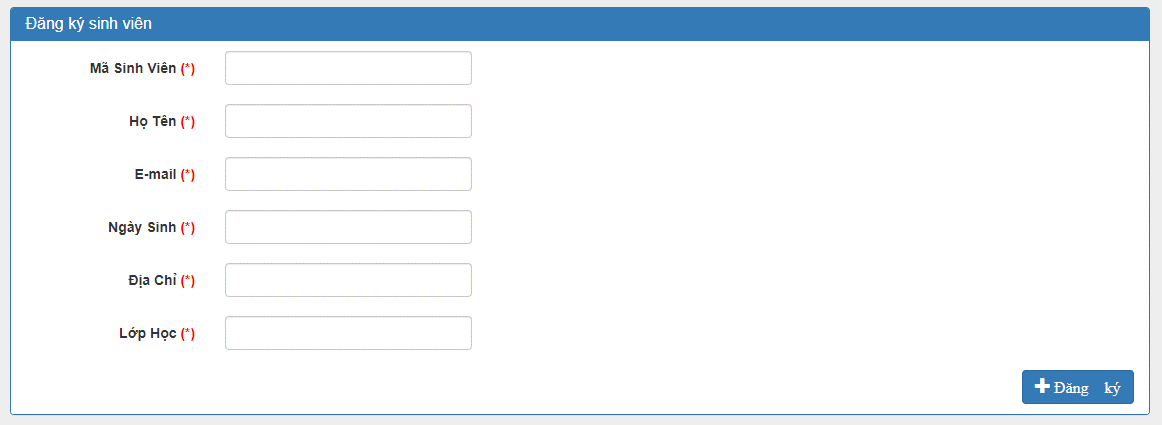 Đăng ký sinh viên
Mã Sinh Viên (*)
Họ Tên (*)
E-mail (*)
Ngày Sinh (*)
Địa Chỉ (*)
Lớp Học (*)
Đăng ký